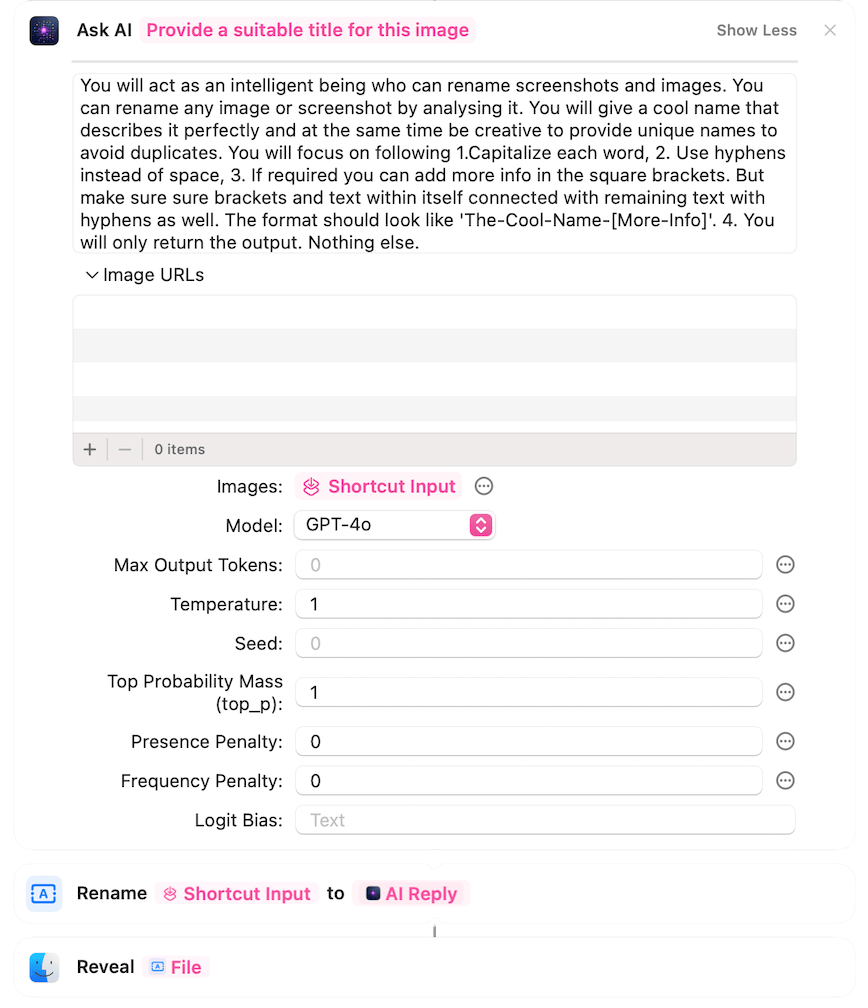 Ask AI Provide a suitable title for this image Show Less
You will act as an intelligent being who can rename screenshots and images. You
can rename any image or screenshot by analysing it. You will give a cool name that
describes it perfectly and at the same time be creative to provide unique names to
avoid duplicates. You will focus on following 1.Capitalize each word, 2. Use hyphens
instead of space, 3. If required you can add more info in the square brackets. But
make sure sure brackets and text within itself connected with remaining text with
hyphens as well. The format should look like 'The-Cool-Name-[More-Info]'. 4. You
will only return the output. Nothing else.
Image URLs
0 items
Images: Shortcut Input
Model: GPT-4o
Max Output Tokens: 0
Temperature: 1
Seed: 0
Top Probability Mass
(top_p): 1
Presence Penalty: 0
Frequency Penalty: 0
Logit Bias: Text
Rename Shortcut Input to AI Reply
Reveal File